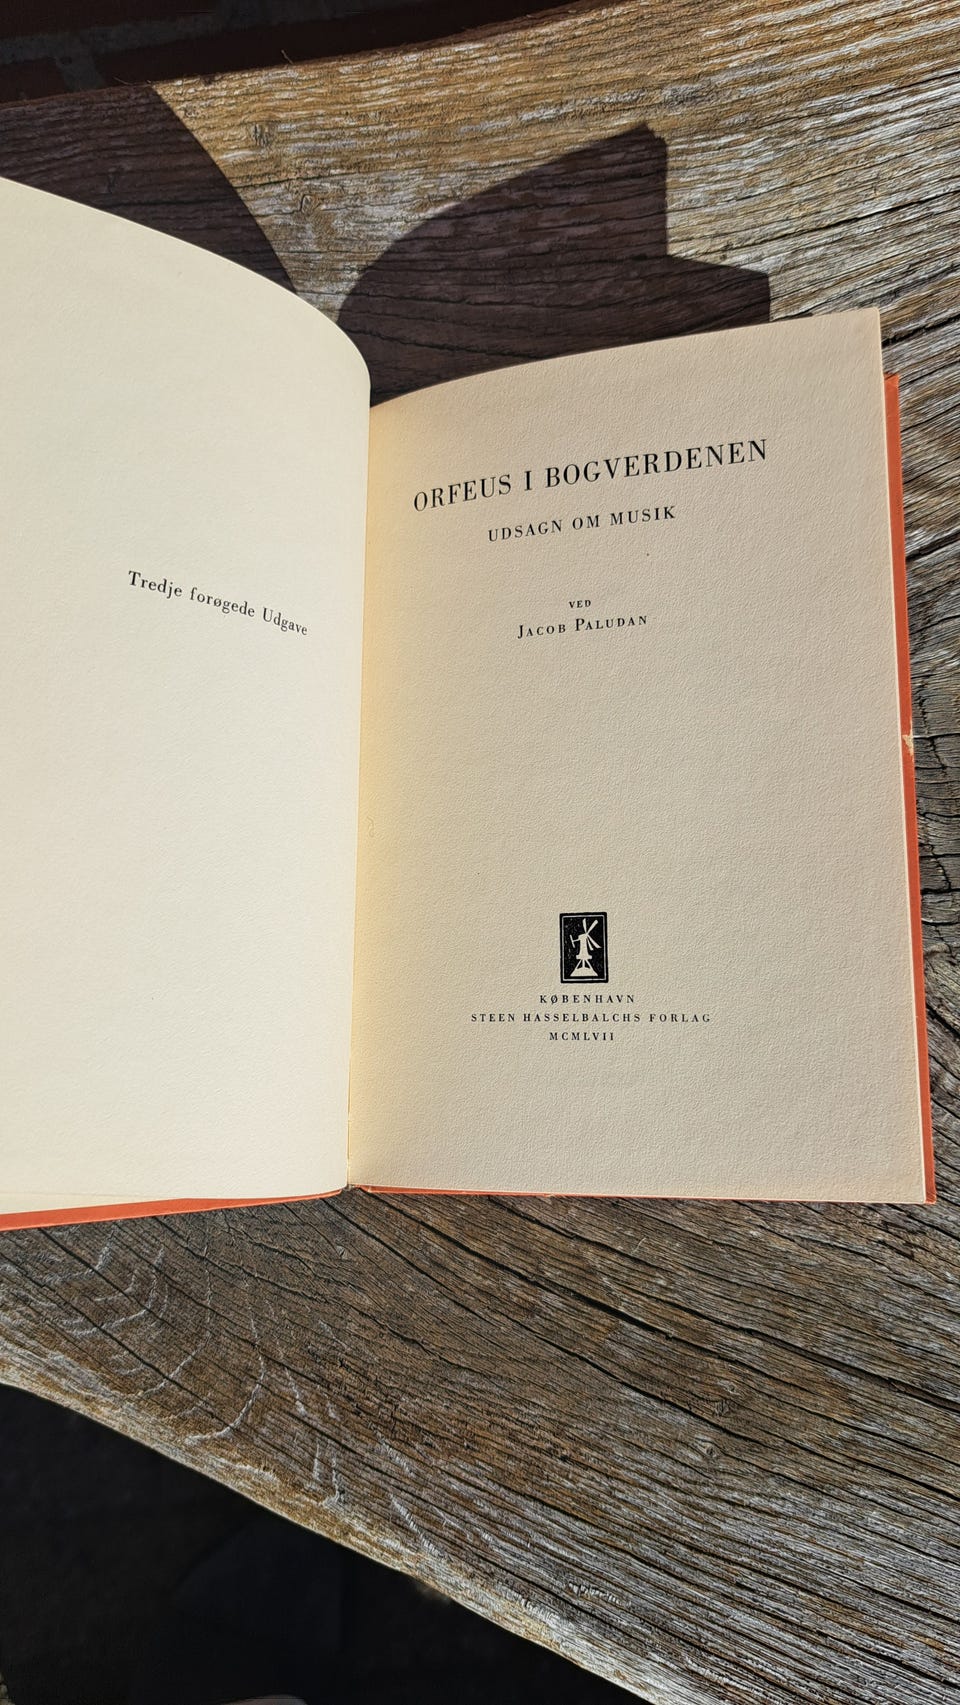 Tredje forøgede Udgave
ORFEUS I BOGVERDENEN
UDSAGN OM MUSIK
VED
JACOB PALUDAN
KØBENHAVN
STEEN HASSELBALCHS FORLAG
MCMLVII